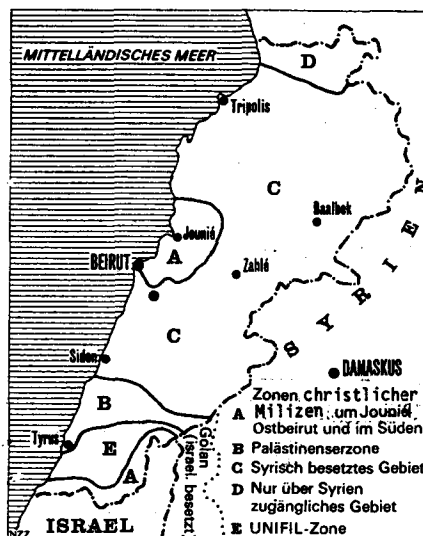 MITTELLÄNDISCHES MEER
D
Tripolis
C
Baalbek
Jounié
BEIRUT
A
Zahlé
SYRIEN
C
Sidon
DAMASKUS
B
Tyrus
E
A
Golan
(Israel besetzt)
ISRAEL
NZZ
Zonen christlicher
A Milizen um Jounié,
Ostbeirut und im Süden
B Palästinenserzone
C Syrisch besetztes Gebiet
D Nur über Syrien
zugängliches Gebiet
E UNIFIL-Zone